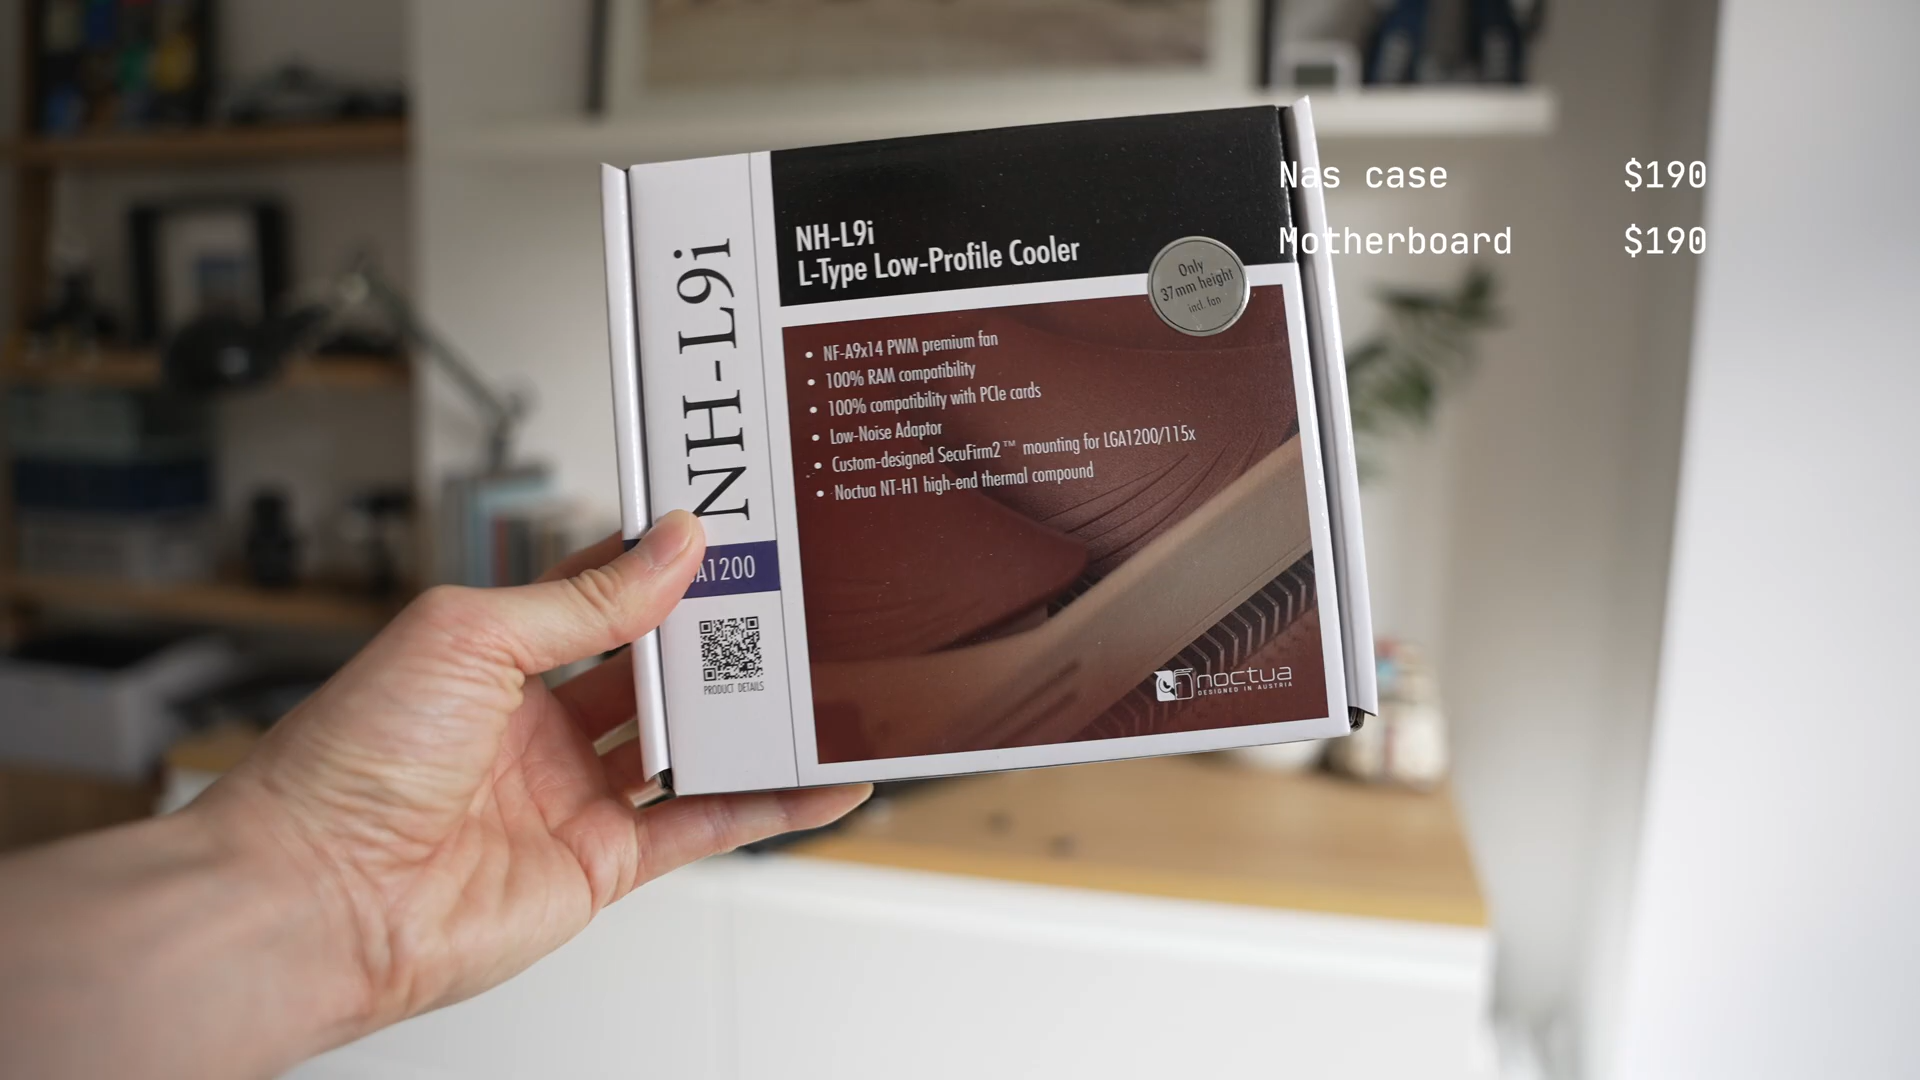 Nas case $190
Motherboard $190
NH-L9i
L-Type Low-Profile Cooler
Only
37mm height
incl. fan
• NF-A9x14 PWM premium fan
• 100% RAM compatibility
• 100% compatibility with PCIe cards
• Low-Noise Adaptor
• Custom-designed SecuFirm2™ mounting for LGA1200/115x
• Noctua NT-H1 high-end thermal compound
NH-L9i
A1200
PRODUCT DETAILS
noctua
DESIGNED IN AUSTRIA